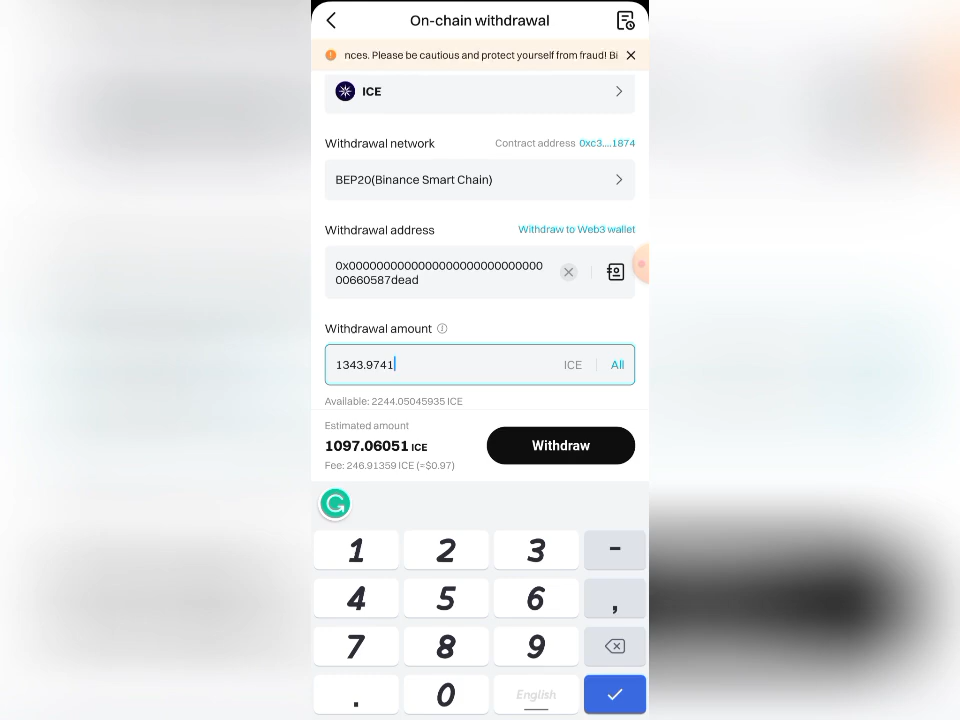 On-chain withdrawal
nces. Please be cautious and protect yourself from fraud! Bi
ICE
Withdrawal network Contract address 0xc3....1874
BEP20(Binance Smart Chain)
Withdrawal address Withdraw to Web3 wallet
0x0000000000000000000000000000
00660587dead
Withdrawal amount
1343.9741 ICE All
Available: 2244.05045935 ICE
Estimated amount
1097.06051 ICE Withdraw
Fee: 246.91359 ICE (≈$0.97)
1 2 3 -
4 5 6 ,
7 8 9
. 0 English